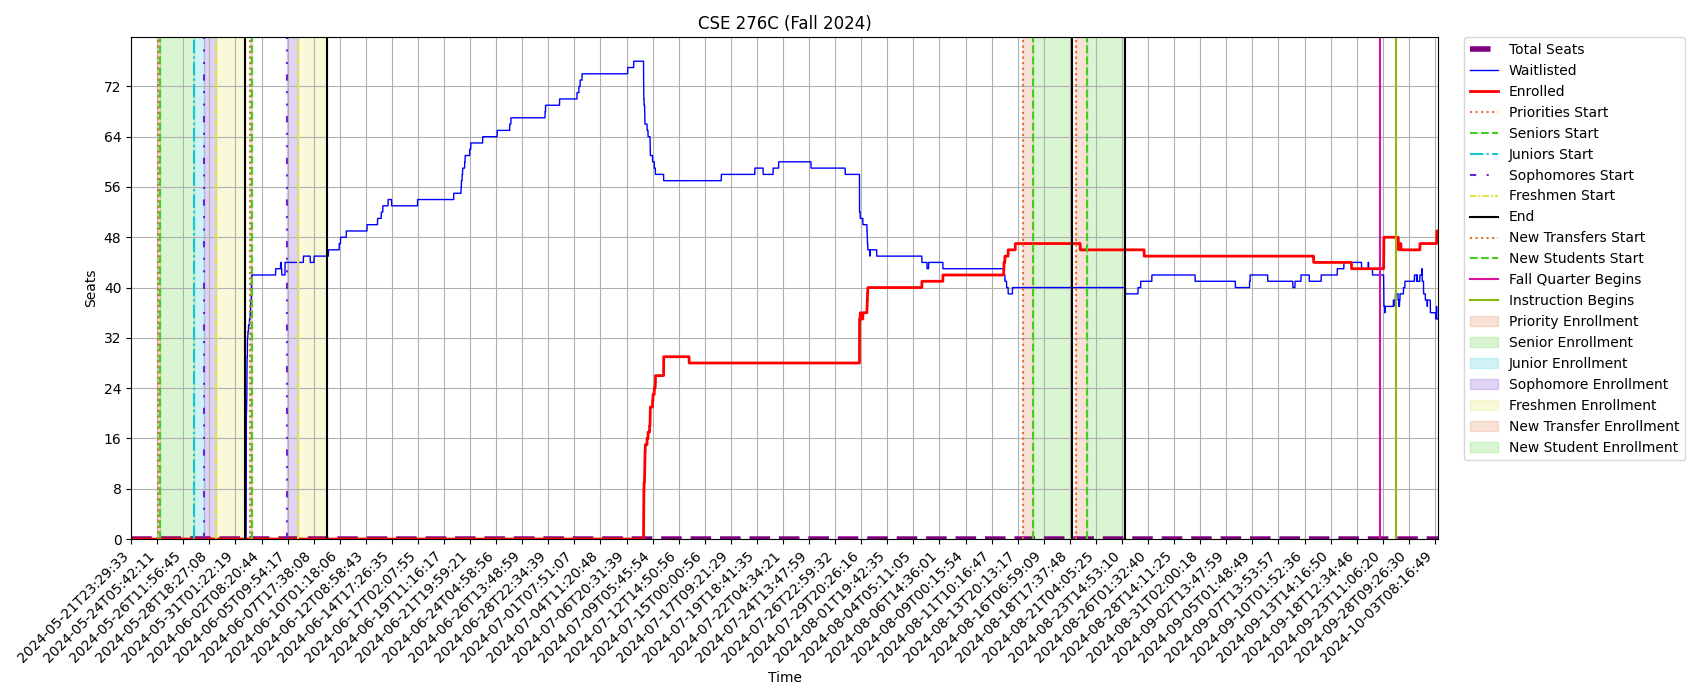 CSE 276C (Fall 2024)
Seats
72
64
56
48
40
32
24
16
8
0
2024-05-21T23:29:33
2024-05-24T05:42:11
2024-05-26T11:56:45
2024-05-28T18:27:08
2024-05-31T01:22:19
2024-06-02T08:20:44
2024-06-05T09:54:17
2024-06-07T17:38:08
2024-06-10T01:18:06
2024-06-12T08:58:43
2024-06-14T17:26:35
2024-06-17T02:07:55
2024-06-19T11:16:17
2024-06-21T19:59:21
2024-06-24T04:58:56
2024-06-26T13:48:59
2024-06-28T22:34:39
2024-07-01T07:51:07
2024-07-04T11:20:48
2024-07-06T20:31:39
2024-07-09T05:45:54
2024-07-12T14:50:56
2024-07-15T00:00:56
2024-07-17T09:21:29
2024-07-19T18:41:35
2024-07-22T04:34:21
2024-07-26T13:47:59
2024-07-26T22:59:32
2024-07-29T20:26:16
2024-08-01T19:42:35
2024-08-04T05:11:05
2024-08-06T14:36:01
2024-08-09T00:15:54
2024-08-11T10:16:47
2024-08-13T20:13:17
2024-08-16T06:59:09
2024-08-18T17:37:48
2024-08-21T04:05:25
2024-08-23T14:53:10
2024-08-26T01:32:40
2024-08-28T14:11:25
2024-08-31T02:00:18
2024-09-02T13:47:59
2024-09-05T01:48:49
2024-09-07T13:53:57
2024-09-10T01:52:36
2024-09-13T14:16:50
2024-09-18T12:34:46
2024-09-23T11:06:20
2024-09-28T09:26:30
2024-10-03T08:16:49
Time
Total Seats
Waitlisted
Enrolled
Priorities Start
Seniors Start
Juniors Start
Sophomores Start
Freshmen Start
End
New Transfers Start
New Students Start
Fall Quarter Begins
Instruction Begins
Priority Enrollment
Senior Enrollment
Junior Enrollment
Sophomore Enrollment
Freshmen Enrollment
New Transfer Enrollment
New Student Enrollment